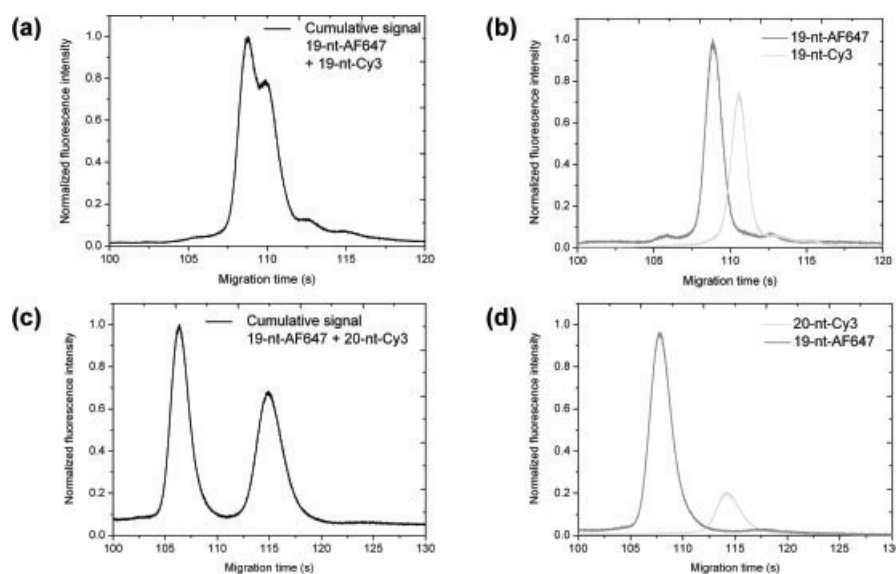 (a)
Normalized fluorescence intensity
1.0
0.8
0.6
0.4
0.2
0.0
Cumulative signal
19-nt-AF647
+ 19-nt-Cy3
100 105 110 115 120
Migration time (s)
(b)
Normalized fluorescence intensity
1.0
0.8
0.6
0.4
0.2
0.0
19-nt-AF647
19-nt-Cy3
100 105 110 115 120
Migration time (s)
(c)
Normalized fluorescence intensity
1.0
0.8
0.6
0.4
0.2
0.0
Cumulative signal
19-nt-AF647 + 20-nt-Cy3
100 105 110 115 120 125 130
Migration time (s)
(d)
Normalized fluorescence intensity
1.0
0.8
0.6
0.4
0.2
0.0
20-nt-Cy3
19-nt-AF647
100 105 110 115 120 125 130
Migration time (s)